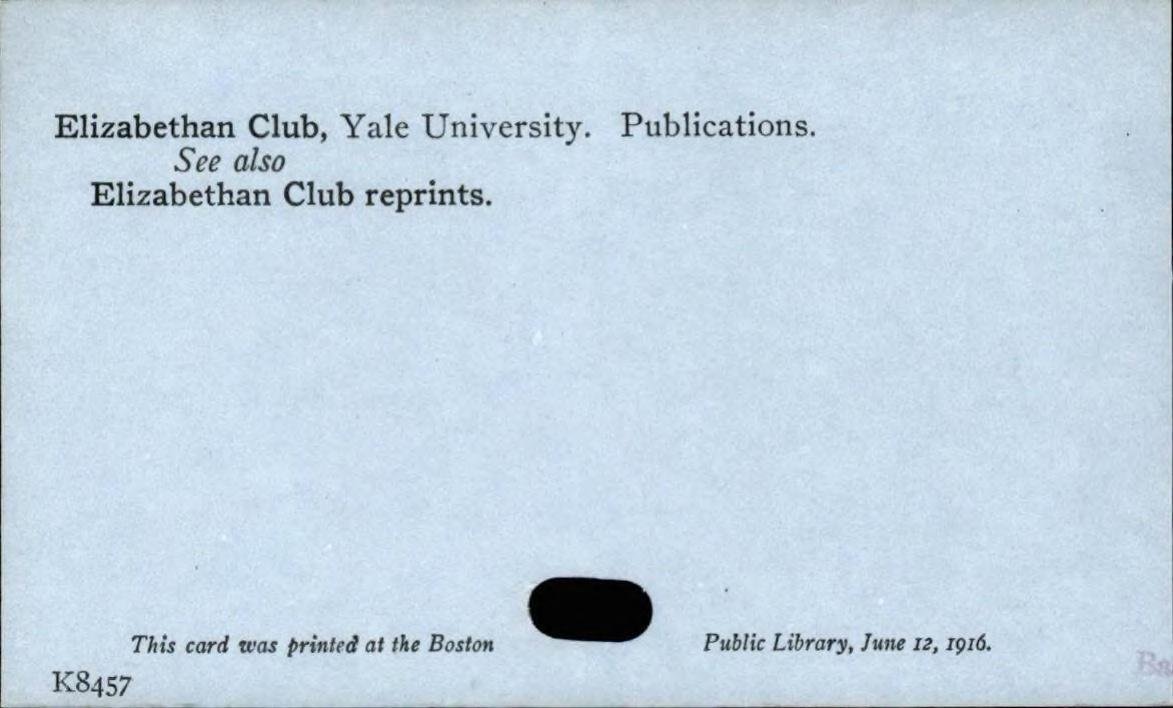 Elizabethan Club, Yale University. Publications.
See also
Elizabethan Club reprints.
This card was printed at the Boston Public Library, June 12, 1916.
K8457